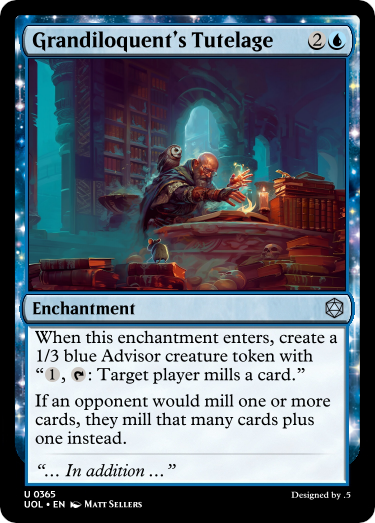 Grandiloquent's Tutelage 2
Enchantment
When this enchantment enters, create a
1/3 blue Advisor creature token with
“1, : Target player mills a card.”
If an opponent would mill one or more
cards, they mill that many cards plus
one instead.
“… In addition …”
U 0365
Designed by .5
UOL • EN Matt Sellers